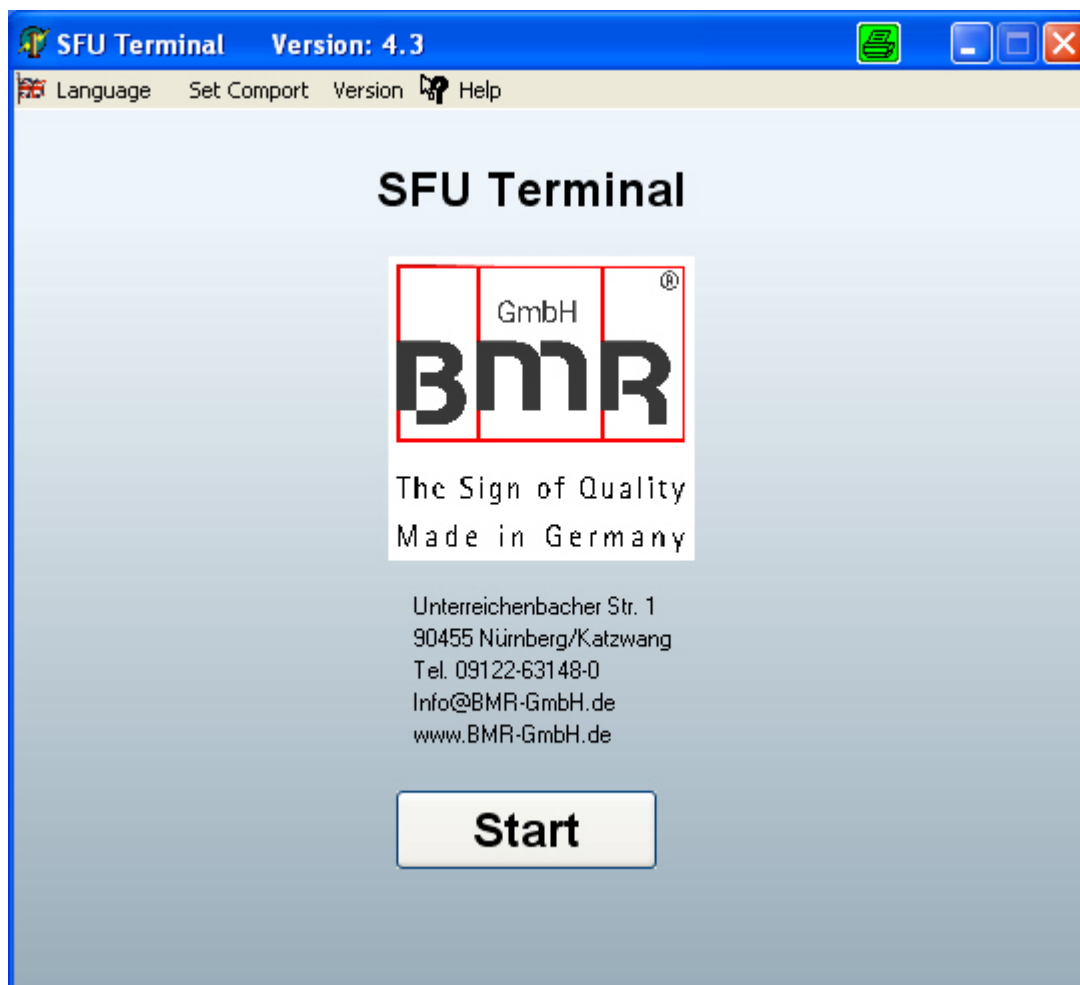 SFU Terminal Version: 4.3
Language Set Comport Version Help
SFU Terminal
®
GmbH
BMR
The Sign of Quality
Made in Germany
Unterreichenbacher Str. 1
90455 Nürnberg/Katzwang
Tel. 09122-63148-0
Info@BMR-GmbH.de
www.BMR-GmbH.de
Start